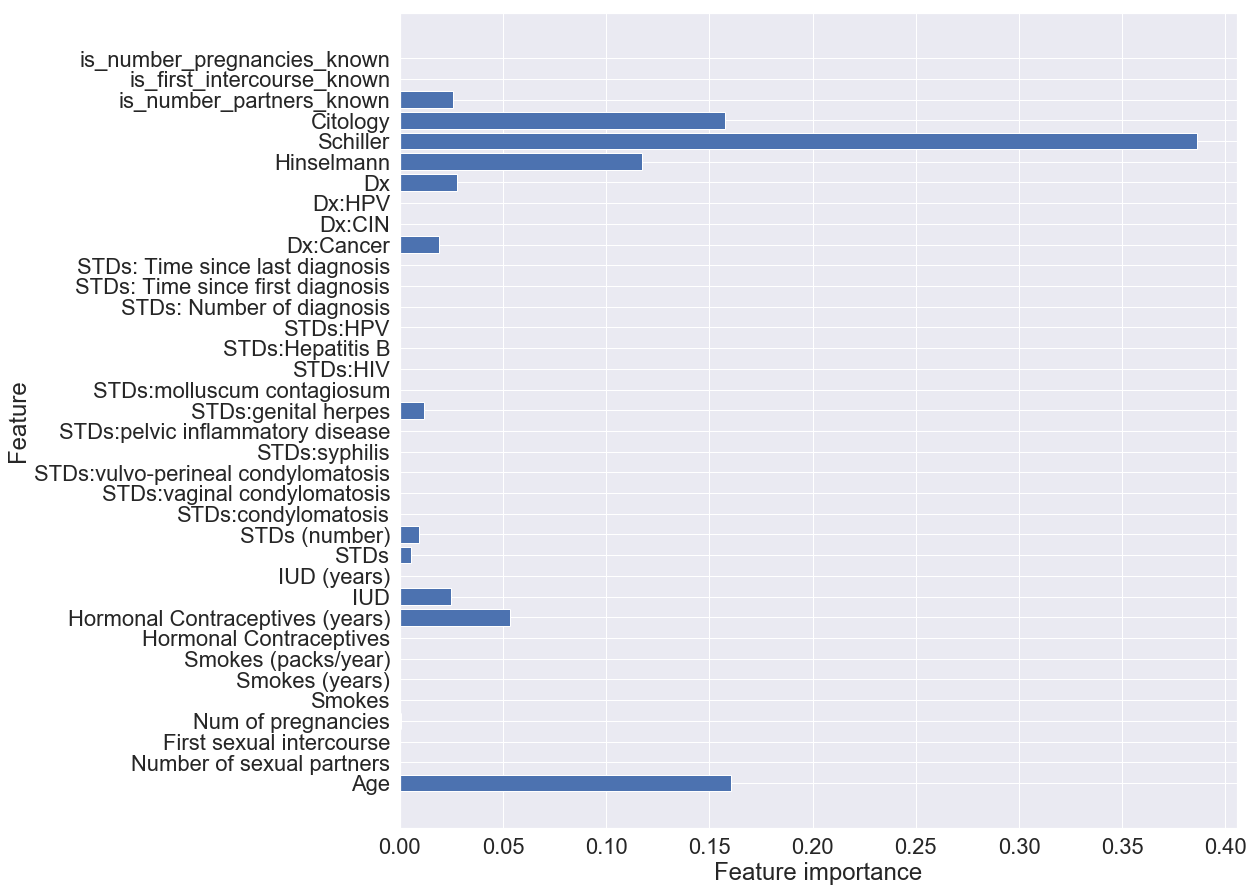 is_number_pregnancies_known
is_first_intercourse_known
is_number_partners_known
Citology
Schiller
Hinselmann
Dx
Dx:HPV
Dx:CIN
Dx:Cancer
STDs: Time since last diagnosis
STDs: Time since first diagnosis
STDs: Number of diagnosis
STDs:HPV
STDs:Hepatitis B
STDs:HIV
STDs:molluscum contagiosum
STDs:genital herpes
STDs:pelvic inflammatory disease
STDs:syphilis
STDs:vulvo-perineal condylomatosis
STDs:vaginal condylomatosis
STDs:condylomatosis
STDs (number)
STDs
IUD (years)
IUD
Hormonal Contraceptives (years)
Hormonal Contraceptives
Smokes (packs/year)
Smokes (years)
Smokes
Num of pregnancies
First sexual intercourse
Number of sexual partners
Age
Feature
0.00 0.05 0.10 0.15 0.20 0.25 0.30 0.35 0.40
Feature importance